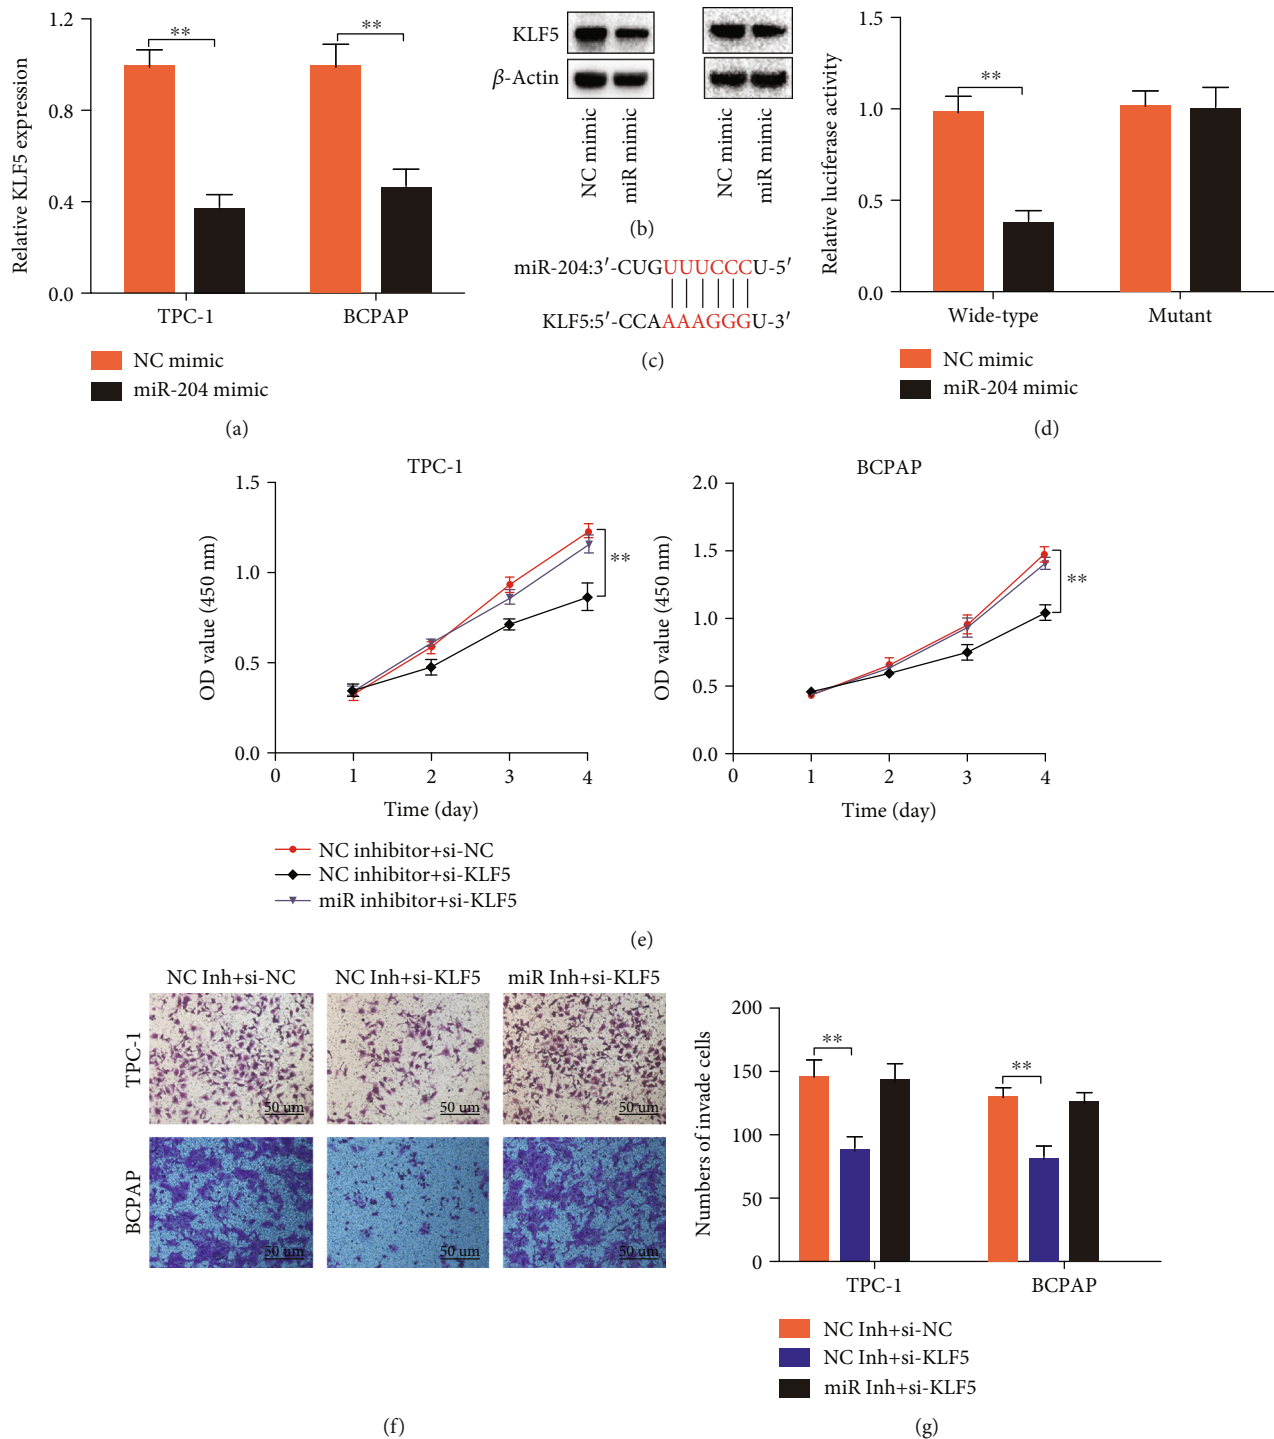 1.2
0.8
0.4
0.0
Relative KLF5 expression
**
**
TPC-1
BCPAP
NC mimic
miR-204 mimic
(a)
KLF5
β-Actin
NC mimic
miR mimic
NC mimic
miR mimic
(b)
miR-204:3′-CUGUUUCCCU-5′
KLF5:5′-CCAAAAGGGU-3′
(c)
1.5
1.0
0.5
0.0
Relative luciferase activity
**
Wide-type
Mutant
NC mimic
miR-204 mimic
(d)
TPC-1
1.5
1.0
0.5
0.0
OD value (450 nm)
**
0 1 2 3 4
Time (day)
BCPAP
2.0
1.5
1.0
0.5
0.0
OD value (450 nm)
**
0 1 2 3 4
Time (day)
NC inhibitor+si-NC
NC inhibitor+si-KLF5
miR inhibitor+si-KLF5
(e)
NC Inh+si-NC
NC Inh+si-KLF5
miR Inh+si-KLF5
TPC-1
50 um
50 um
50 um
BCPAP
50 um
50 um
50 um
(f)
200
150
100
50
0
Numbers of invade cells
**
**
TPC-1
BCPAP
NC Inh+si-NC
NC Inh+si-KLF5
miR Inh+si-KLF5
(g)